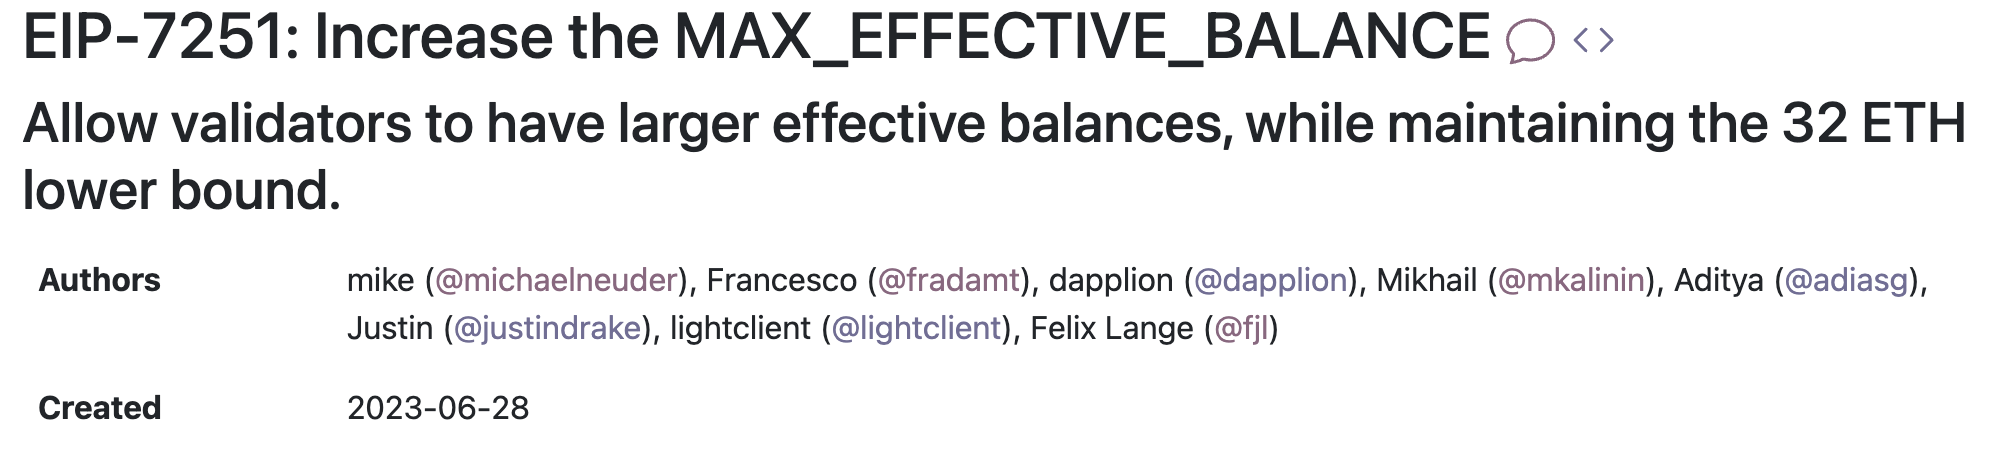 EIP-7251: Increase the MAX_EFFECTIVE_BALANCE
Allow validators to have larger effective balances, while maintaining the 32 ETH
lower bound.
Authors mike (@michaelneuder), Francesco (@fradamt), dapplion (@dapplion), Mikhail (@mkalinin), Aditya (@adiasg),
Justin (@justindrake), lightclient (@lightclient), Felix Lange (@fjl)
Created 2023-06-28